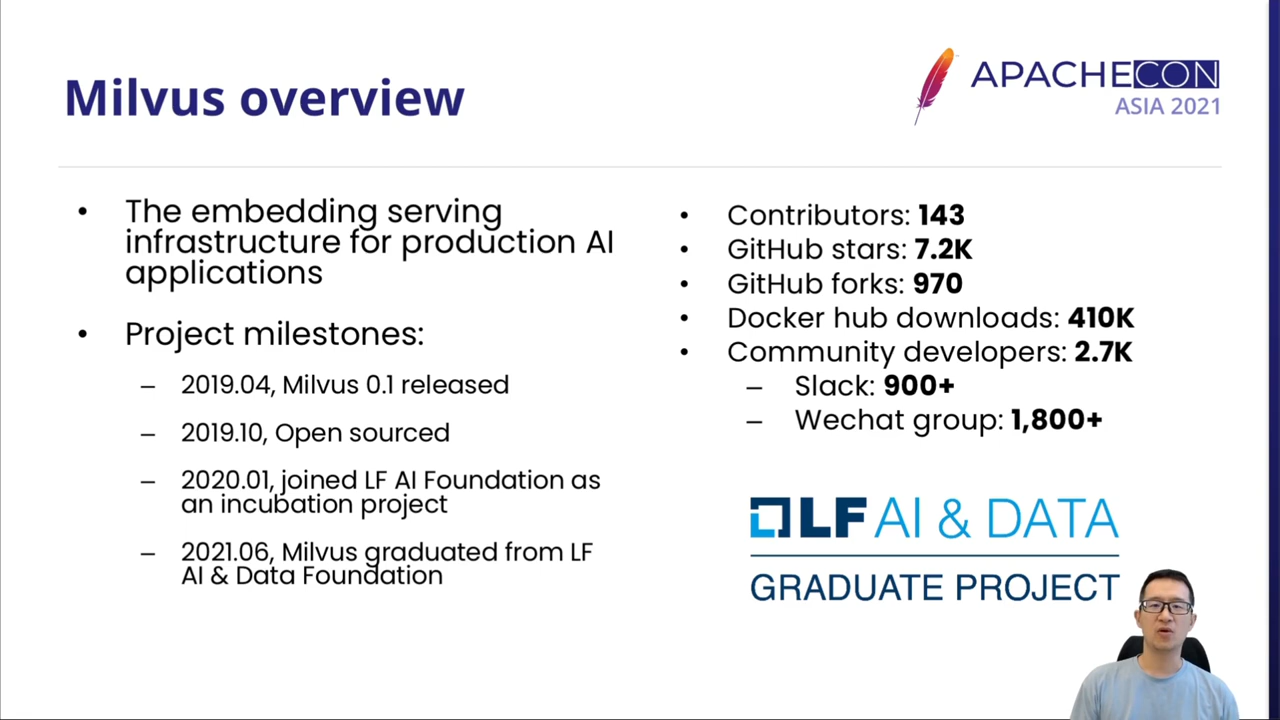 Milvus overview
APACHECON
ASIA 2021
• The embedding serving
infrastructure for production AI
applications
• Project milestones:
– 2019.04, Milvus 0.1 released
– 2019.10, Open sourced
– 2020.01, joined LF AI Foundation as
an incubation project
– 2021.06, Milvus graduated from LF
AI & Data Foundation
• Contributors: 143
• GitHub stars: 7.2K
• GitHub forks: 970
• Docker hub downloads: 410K
• Community developers: 2.7K
– Slack: 900+
– Wechat group: 1,800+
LF AI & DATA
GRADUATE PROJECT